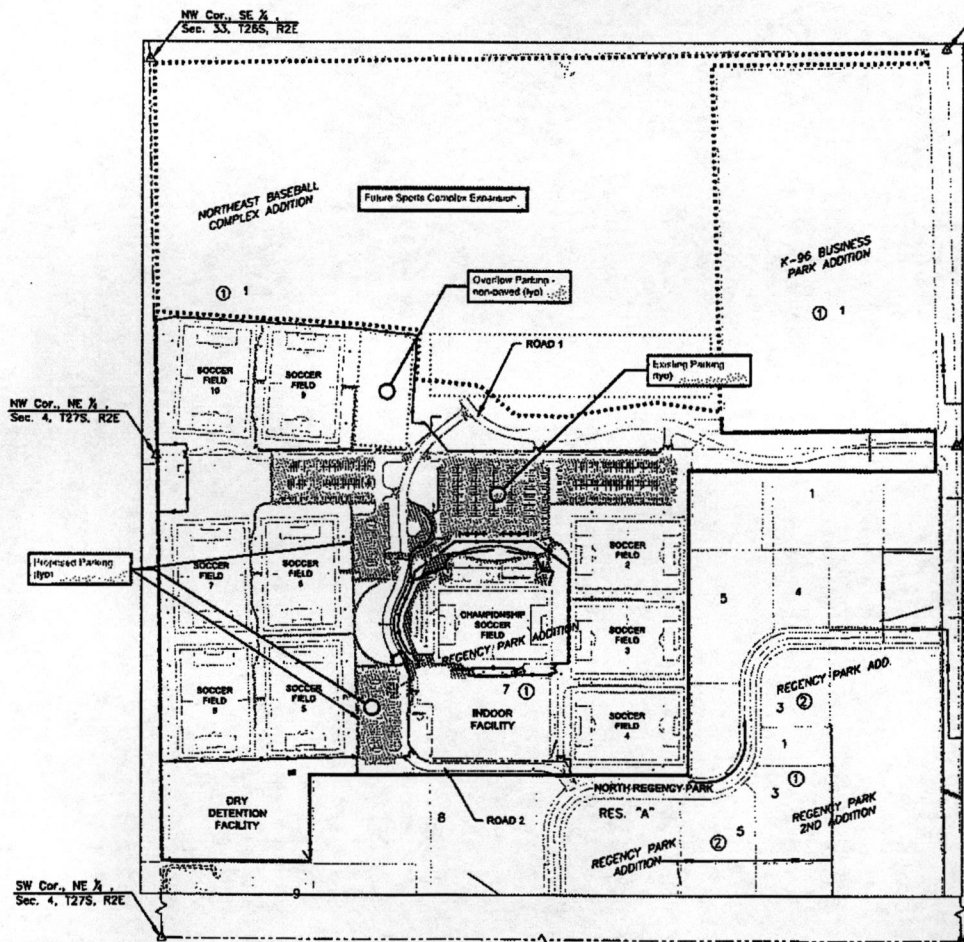 NW Cor., SE ¼,
Sec. 33, T26S, R2E
NORTHEAST BASEBALL
COMPLEX ADDITION
① 1
Future Sports Complex Expansion
K-96 BUSINESS
PARK ADDITION
① 1
Overflow Parking -
non-paved (typ)
ROAD 1
Existing Parking
(typ)
SOCCER
FIELD
10
SOCCER
FIELD
9
NW Cor., NE ¼,
Sec. 4, T27S, R2E
Proposed Parking
(typ)
SOCCER
FIELD
7
SOCCER
FIELD
6
SOCCER
FIELD
2
CHAMPIONSHIP
SOCCER
FIELD
REGENCY PARK ADDITION
SOCCER
FIELD
3
1
5
4
SOCCER
FIELD
8
SOCCER
FIELD
5
7 ①
INDOOR
FACILITY
SOCCER
FIELD
4
REGENCY PARK ADD.
3 ②
1
3 ①
REGENCY PARK
2ND ADDITION
DRY
DETENTION
FACILITY
8
ROAD 2
NORTH REGENCY PARK
RES. "A"
5
②
REGENCY PARK
ADDITION
9
SW Cor., NE ¼,
Sec. 4, T27S, R2E